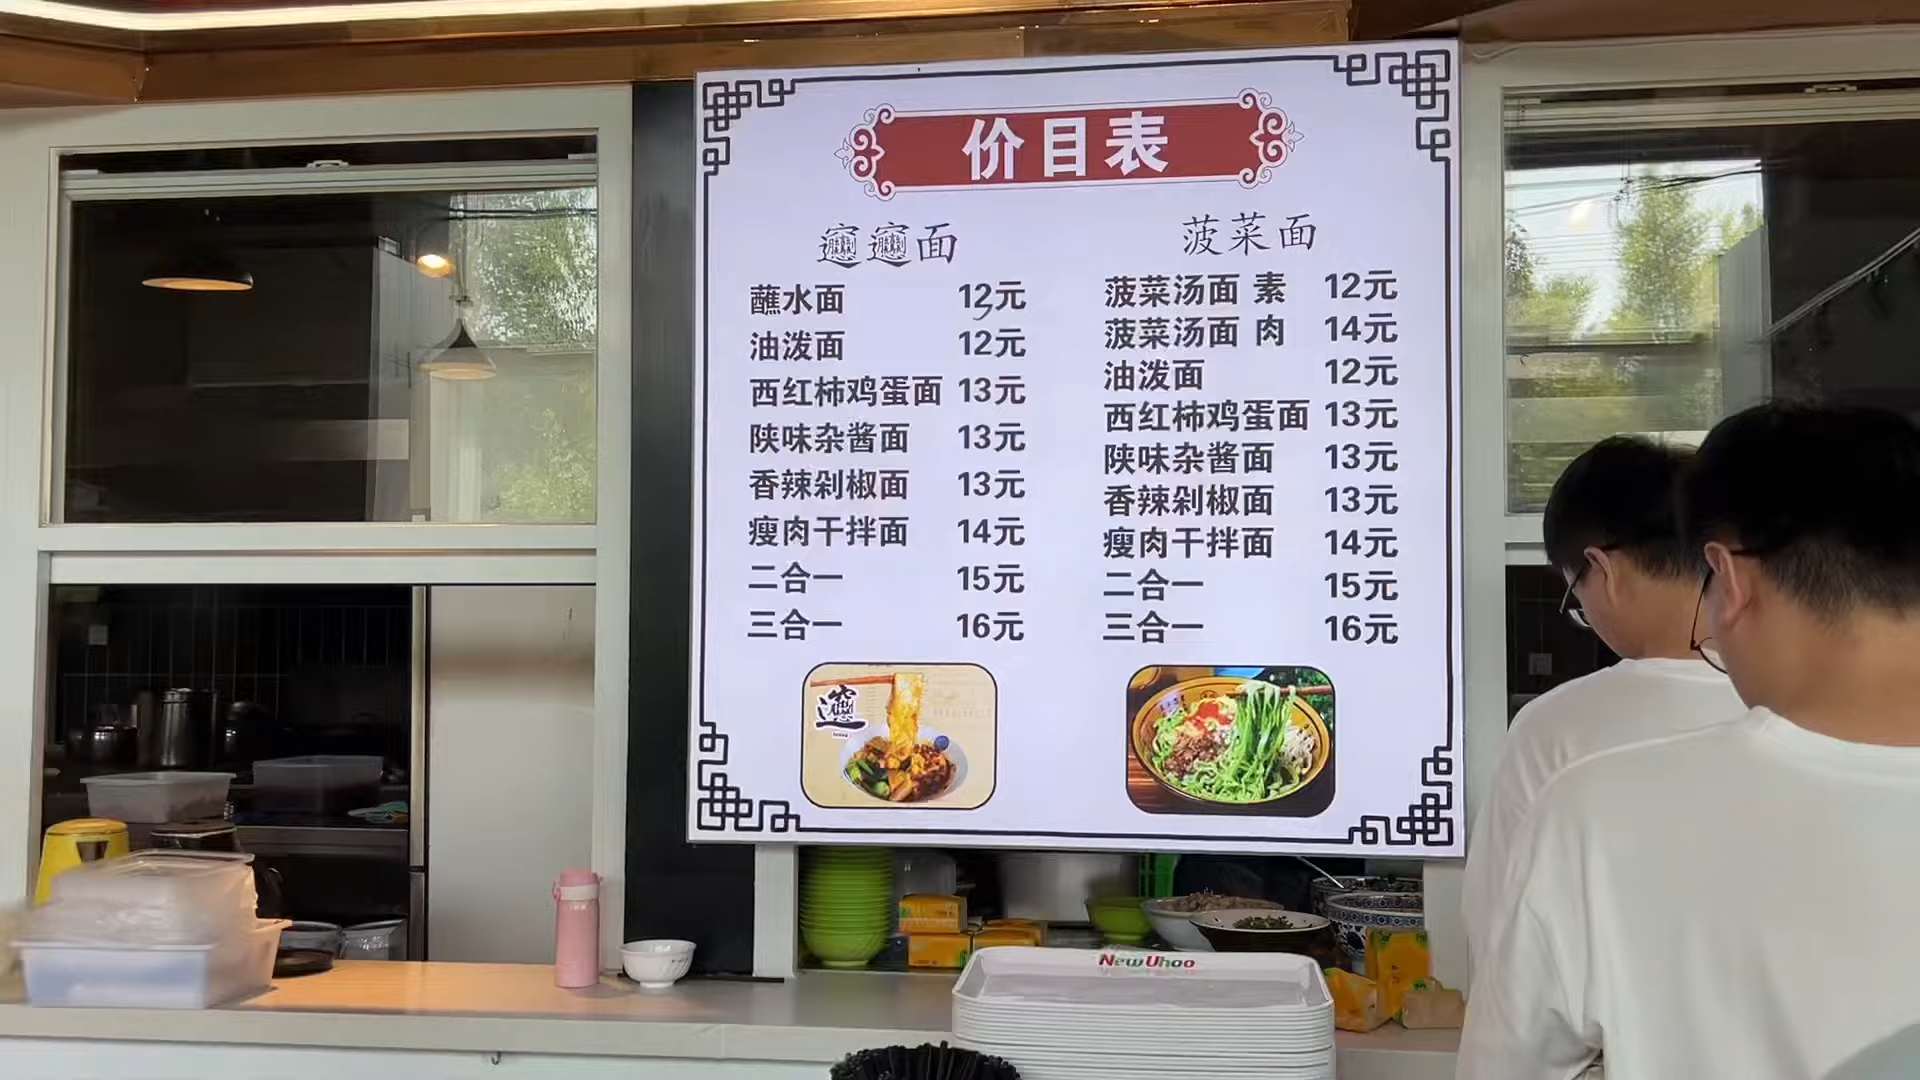 价目表
𰻝𰻝面
蘸水面 12元
油泼面 12元
西红柿鸡蛋面 13元
陕味杂酱面 13元
香辣剁椒面 13元
瘦肉干拌面 14元
二合一 15元
三合一 16元
菠菜面
菠菜汤面 素 12元
菠菜汤面 肉 14元
油泼面 12元
西红柿鸡蛋面 13元
陕味杂酱面 13元
香辣剁椒面 13元
瘦肉干拌面 14元
二合一 15元
三合一 16元
𰻝
NewUhoo